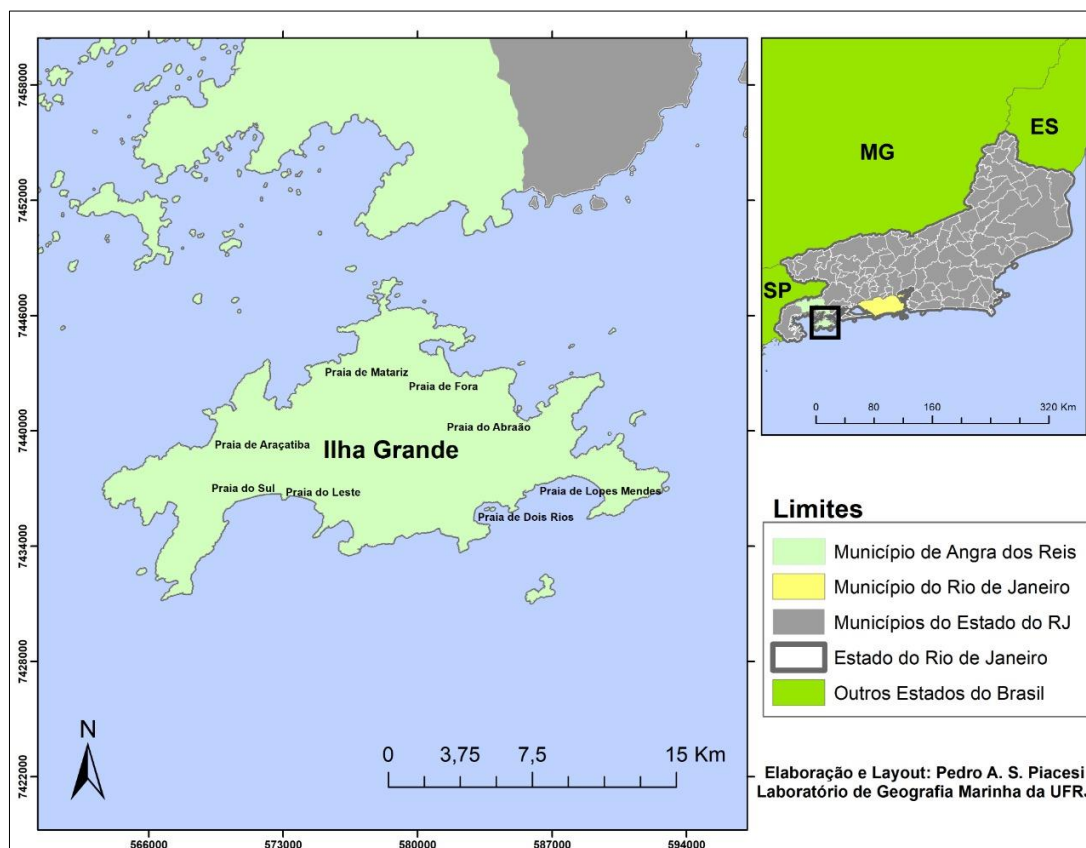 7458000
7452000
7446000
7440000
7434000
7428000
7422000
566000
573000
580000
587000
594000
Praia de Matariz
Praia de Fora
Praia do Abraão
Praia de Araçatiba
Ilha Grande
Praia do Sul
Praia do Leste
Praia de Lopes Mendes
Praia de Dois Rios
N
0 3,75 7,5 15 Km
MG
ES
SP
0 80 160 320 Km
Limites
Município de Angra dos Reis
Município do Rio de Janeiro
Municípios do Estado do RJ
Estado do Rio de Janeiro
Outros Estados do Brasil
Elaboração e Layout: Pedro A. S. Piacesi
Laboratório de Geografia Marinha da